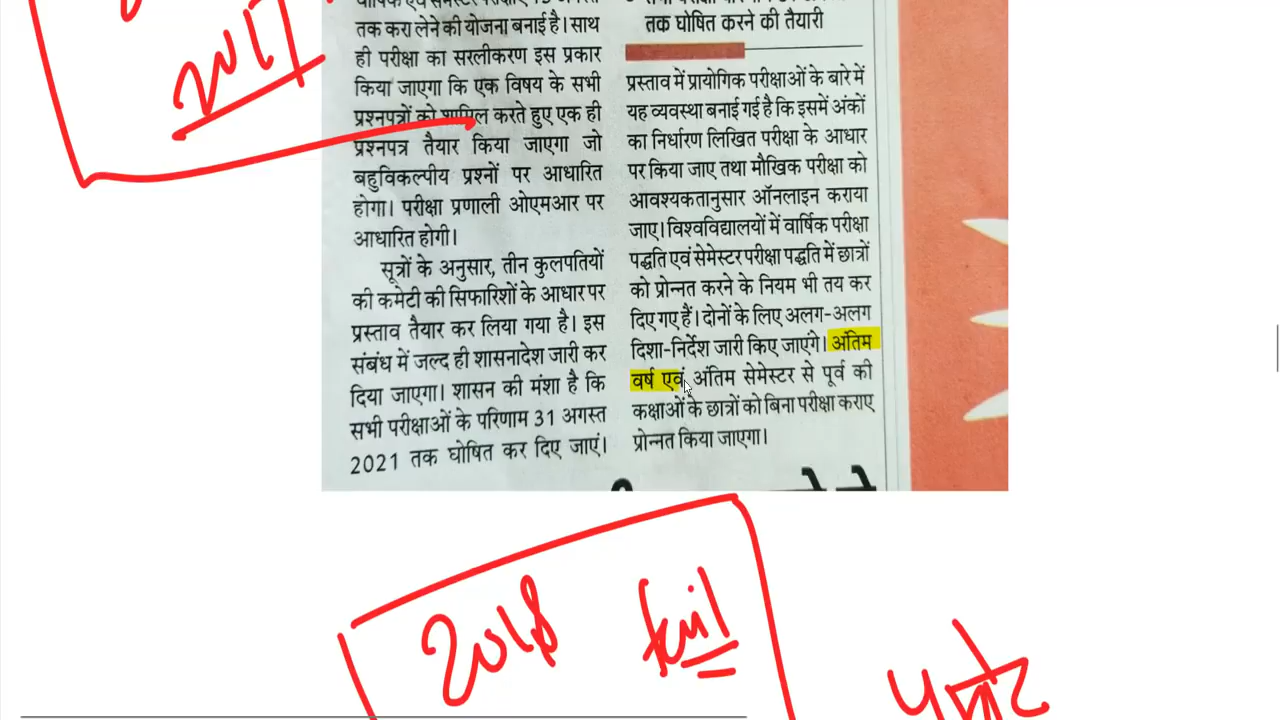 2017
तक करा लेने की योजना बनाई है। साथ
ही परीक्षा का सरलीकरण इस प्रकार
किया जाएगा कि एक विषय के सभी
प्रश्नपत्रों को शामिल करते हुए एक ही
प्रश्नपत्र तैयार किया जाएगा जो
बहुविकल्पीय प्रश्नों पर आधारित
होगा। परीक्षा प्रणाली ओएमआर पर
आधारित होगी।
सूत्रों के अनुसार, तीन कुलपतियों
की कमेटी की सिफारिशों के आधार पर
प्रस्ताव तैयार कर लिया गया है। इस
संबंध में जल्द ही शासनादेश जारी कर
दिया जाएगा। शासन की मंशा है कि
सभी परीक्षाओं के परिणाम 31 अगस्त
2021 तक घोषित कर दिए जाएं।
तक घोषित करने की तैयारी
प्रस्ताव में प्रायोगिक परीक्षाओं के बारे में
यह व्यवस्था बनाई गई है कि इसमें अंकों
का निर्धारण लिखित परीक्षा के आधार
पर किया जाए तथा मौखिक परीक्षा को
आवश्यकतानुसार ऑनलाइन कराया
जाए। विश्वविद्यालयों में वार्षिक परीक्षा
पद्धति एवं सेमेस्टर परीक्षा पद्धति में छात्रों
को प्रोन्नत करने के नियम भी तय कर
दिए गए हैं। दोनों के लिए अलग-अलग
दिशा-निर्देश जारी किए जाएंगे। अंतिम
वर्ष एवं अंतिम सेमेस्टर से पूर्व की
कक्षाओं के छात्रों को बिना परीक्षा कराए
प्रोन्नत किया जाएगा।
2018